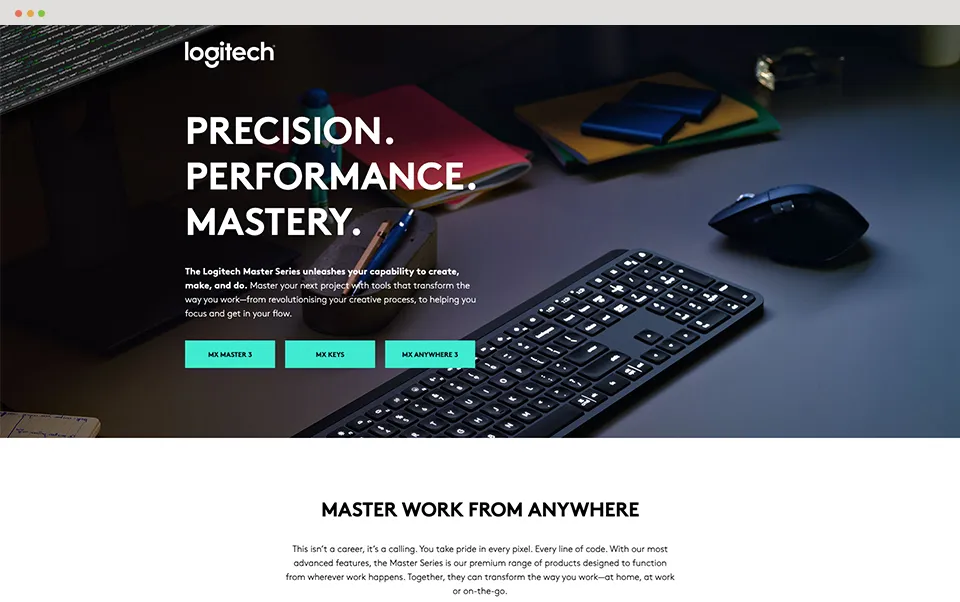 logitech
PRECISION.
PERFORMANCE.
MASTERY.
The Logitech Master Series unleashes your capability to create,
make, and do. Master your next project with tools that transform the
way you work—from revolutionising your creative process, to helping you
focus and get in your flow.
MX MASTER 3
MX KEYS
MX ANYWHERE 3
MASTER WORK FROM ANYWHERE
This isn’t a career, it’s a calling. You take pride in every pixel. Every line of code. With our most
advanced features, the Master Series is our premium range of products designed to function
from wherever work happens. Together, they can transform the way you work—at home, at work
or on-the-go.